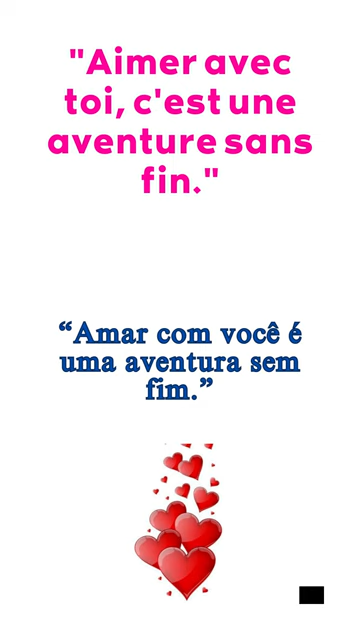 "Aimer avec
toi, c'est une
aventure sans
fin."
“Amar com você é
uma aventura sem
fim.”